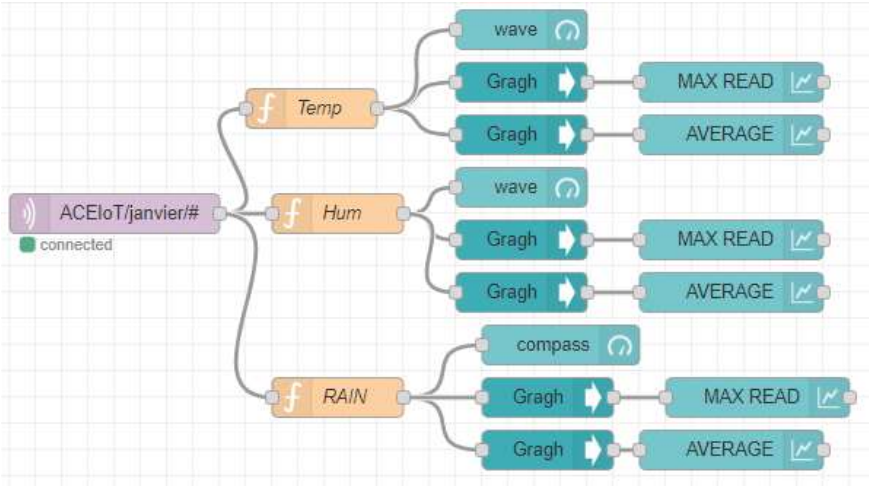 wave
Gragh
MAX READ
Temp
Gragh
AVERAGE
wave
ACEIoT/janvier/#
Hum
Gragh
MAX READ
connected
Gragh
AVERAGE
compass
RAIN
Gragh
MAX READ
Gragh
AVERAGE